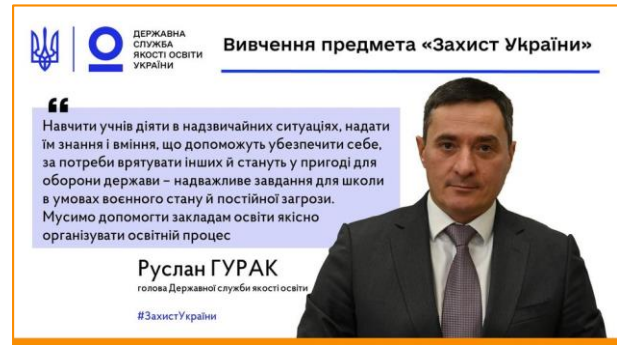 ДЕРЖАВНА
СЛУЖБА
ЯКОСТІ ОСВІТИ
УКРАЇНИ
Вивчення предмета «Захист України»
Навчити учнів діяти в надзвичайних ситуаціях, надати
їм знання і вміння, що допоможуть убезпечити себе,
за потреби врятувати інших й стануть у пригоді для
оборони держави – надважливе завдання для школи
в умовах воєнного стану й постійної загрози.
Мусимо допомогти закладам освіти якісно
організувати освітній процес
Руслан ГУРАК
голова Державної служби якості освіти
#ЗахистУкраїни